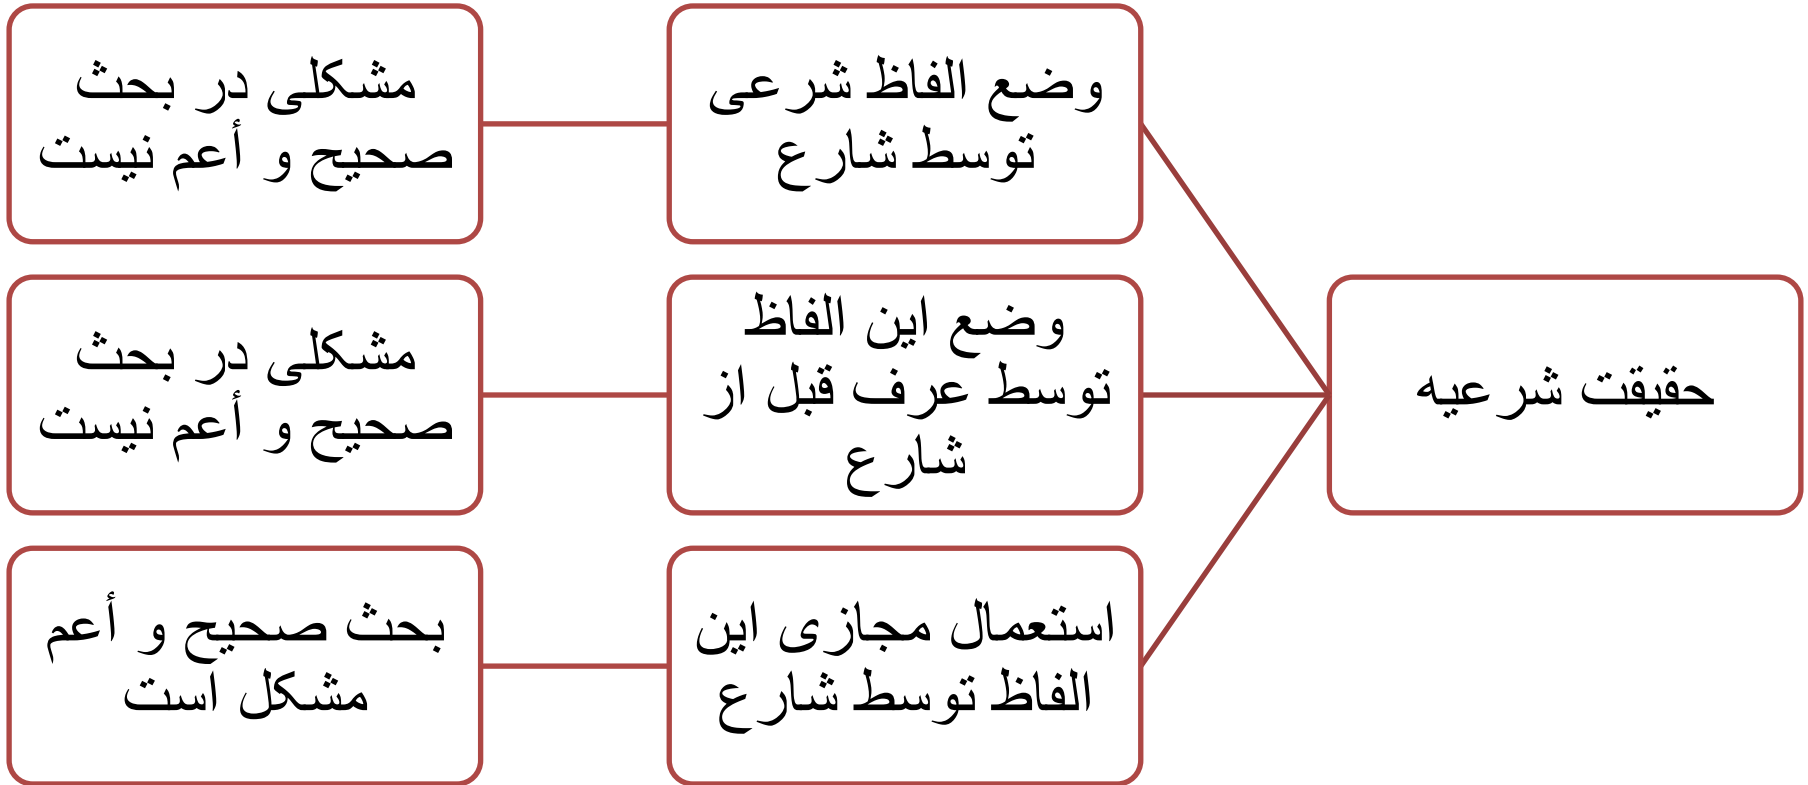 حقیقت شرعیه
وضع الفاظ شرعی
توسط شارع
مشکلی در بحث
صحیح و أعم نیست
وضع این الفاظ
توسط عرف قبل از
شارع
مشکلی در بحث
صحیح و أعم نیست
استعمال مجازی این
الفاظ توسط شارع
بحث صحیح و أعم
مشکل است